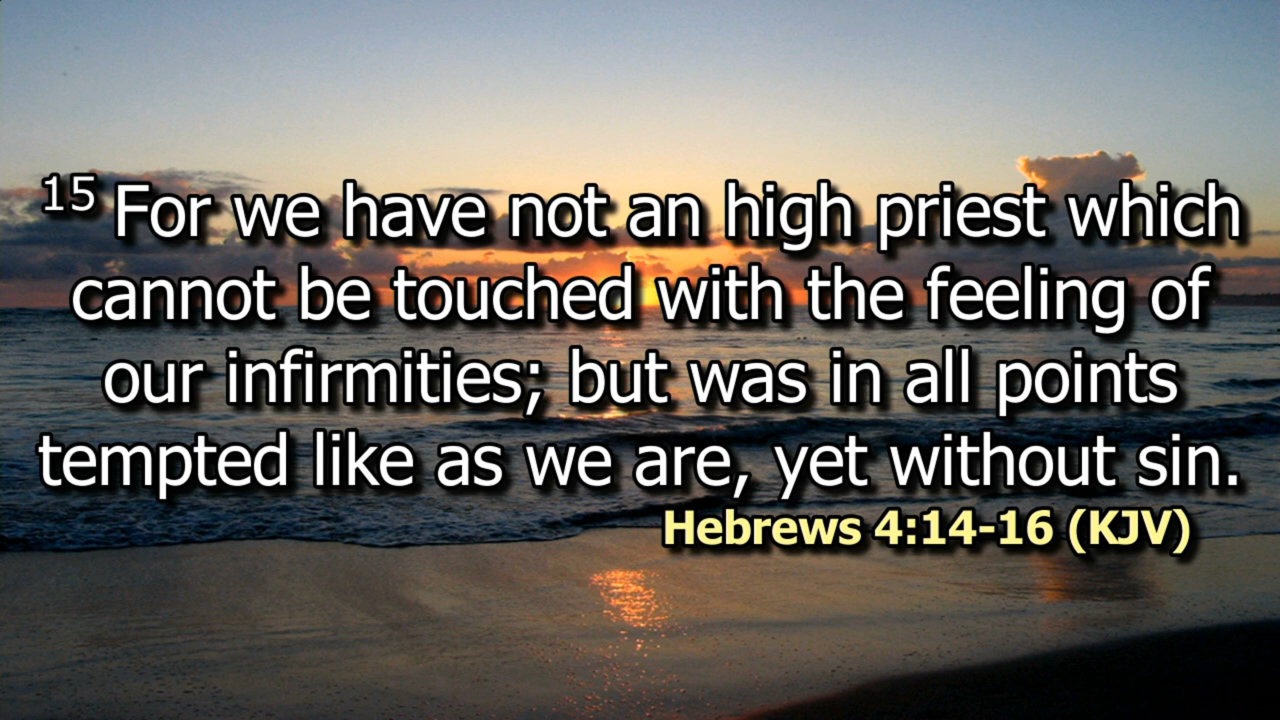 15 For we have not an high priest which
cannot be touched with the feeling of
our infirmities; but was in all points
tempted like as we are, yet without sin.
Hebrews 4:14-16 (KJV)